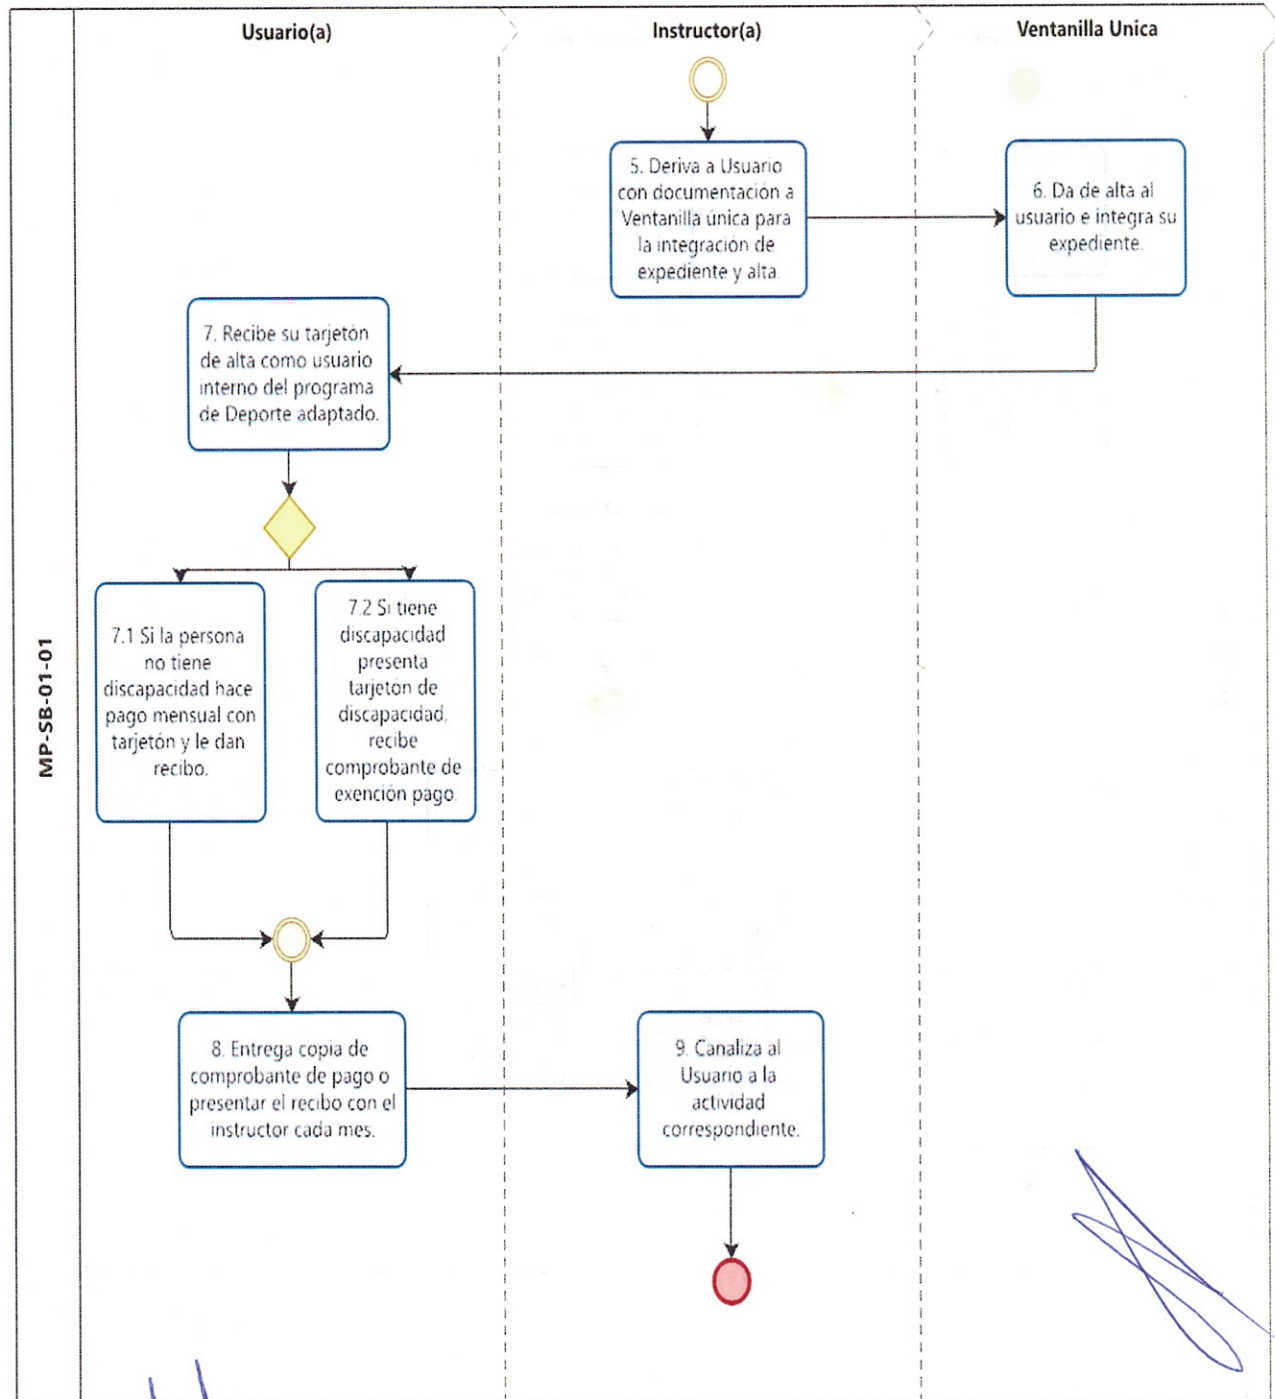 Usuario(a)
Instructor(a)
Ventanilla Unica
MP-SB-01-01
5. Deriva a Usuario
con documentación a
Ventanilla única para
la integración de
expediente y alta.
6. Da de alta al
usuario e integra su
expediente.
7. Recibe su tarjetón
de alta como usuario
interno del programa
de Deporte adaptado.
7.1 Si la persona
no tiene
discapacidad hace
pago mensual con
tarjetón y le dan
recibo.
7.2 Si tiene
discapacidad
presenta
tarjetón de
discapacidad,
recibe
comprobante de
exención pago.
8. Entrega copia de
comprobante de pago o
presentar el recibo con el
instructor cada mes.
9. Canaliza al
Usuario a la
actividad
correspondiente.